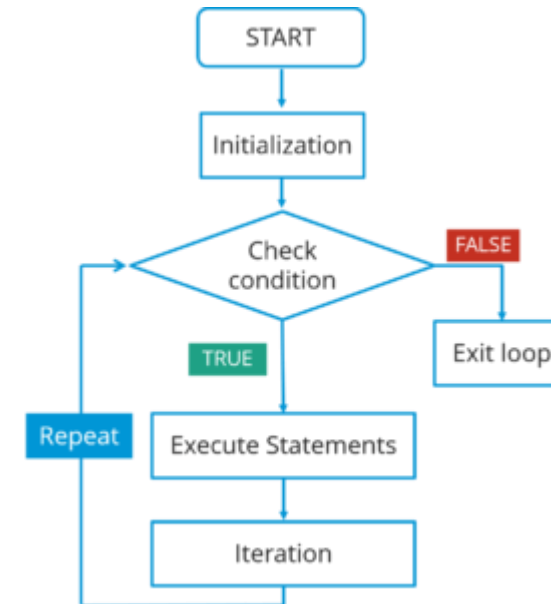 START
Initialization
Check
condition
FALSE
TRUE
Exit loop
Repeat
Execute Statements
Iteration